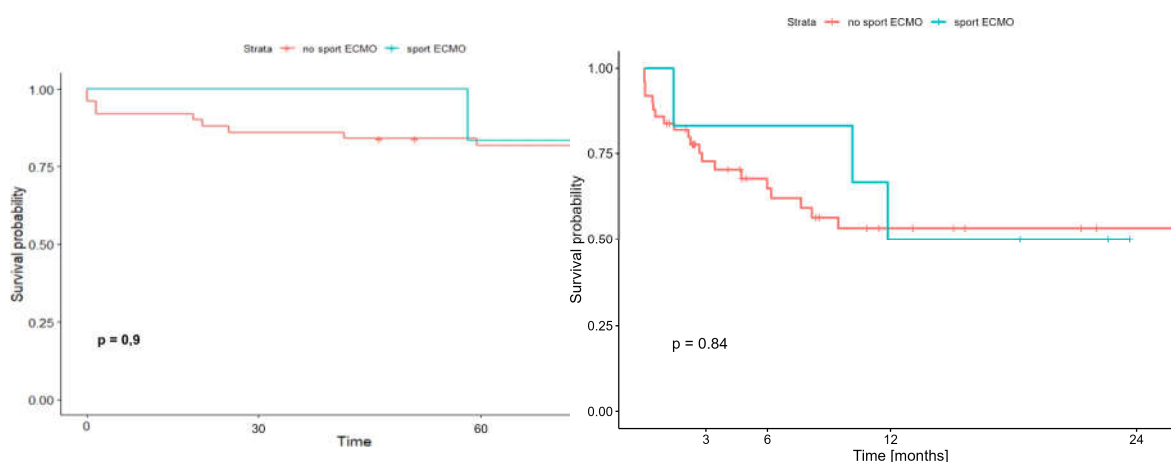 Strata no sport ECMO sport ECMO
1.00
0.75
0.50
0.25
0.00
Survival probability
p = 0,9
0 30 60
Time
Strata no sport ECMO sport ECMO
1.00
0.75
0.50
0.25
0.00
Survival probability
p = 0.84
3 6 12 24
Time [months]